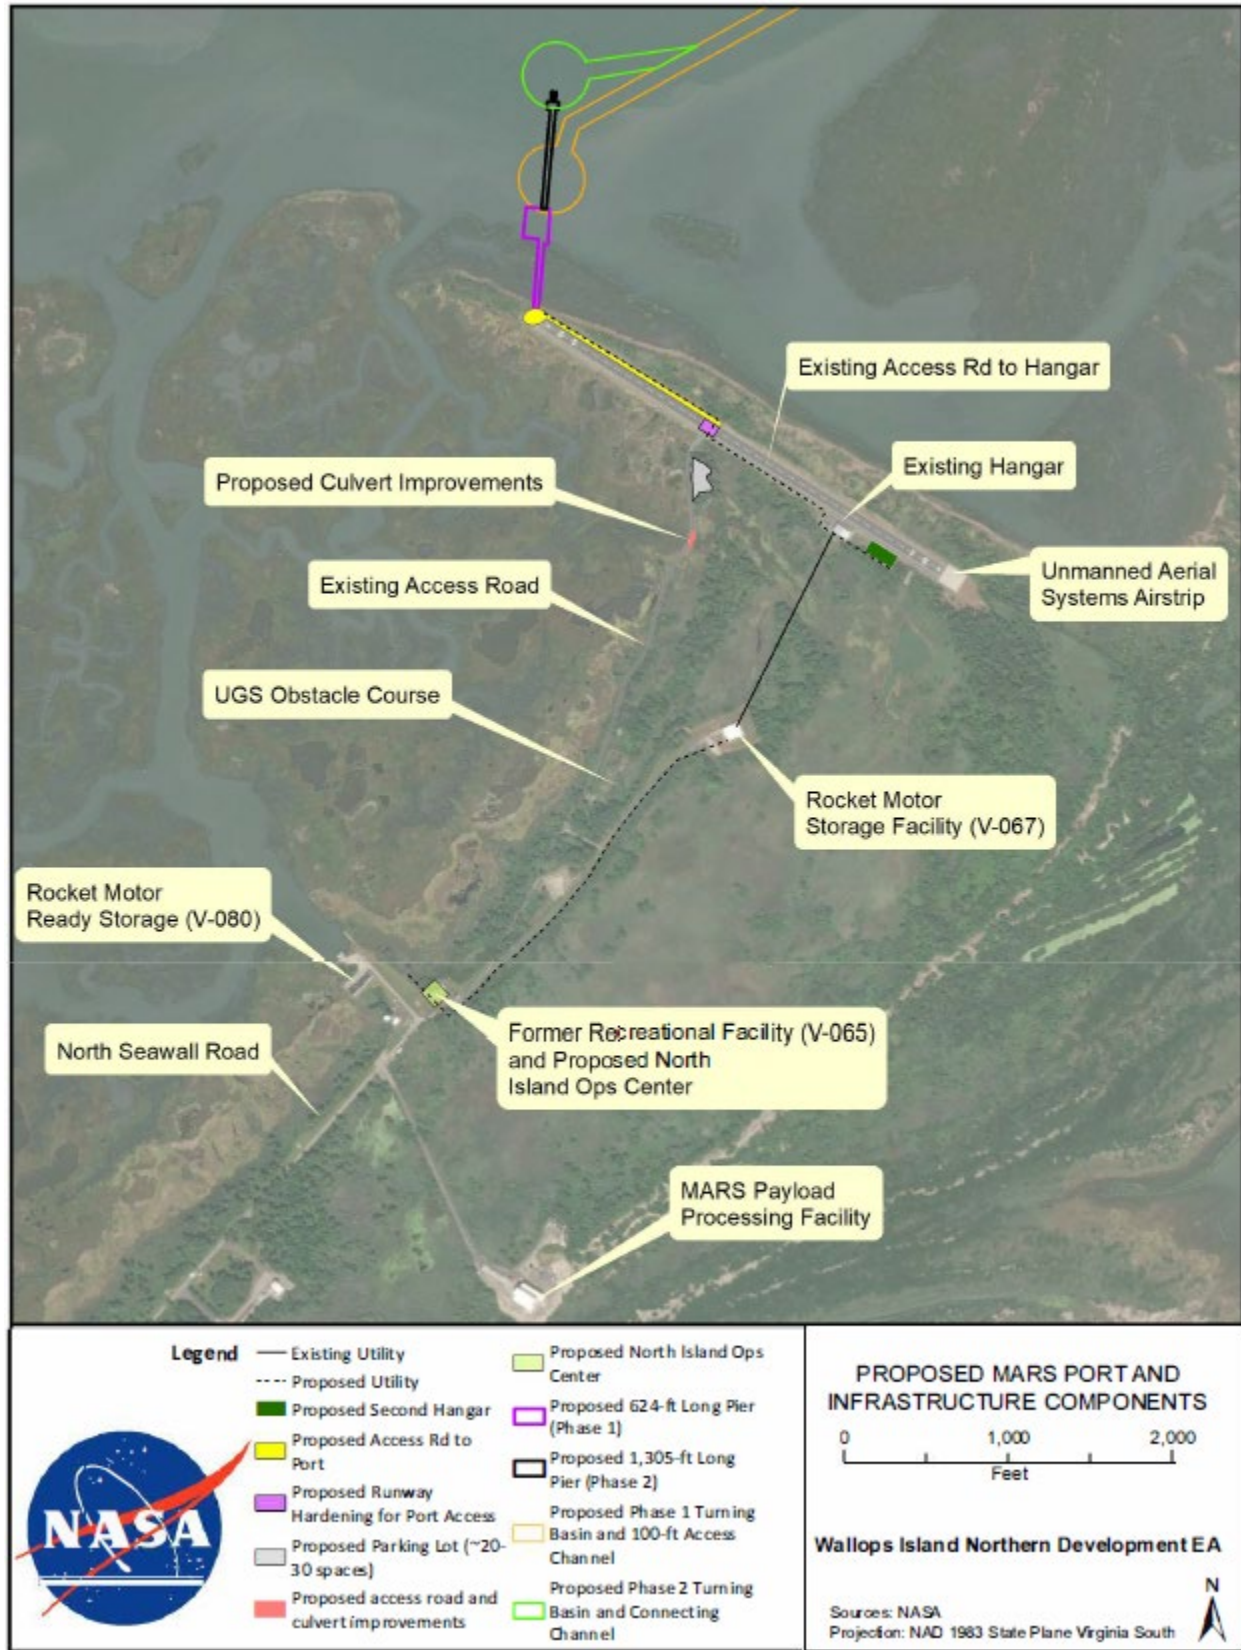 Existing Access Rd to Hangar
Existing Hangar
Proposed Culvert Improvements
Unmanned Aerial
Systems Airstrip
Existing Access Road
UGS Obstacle Course
Rocket Motor
Storage Facility (V-067)
Rocket Motor
Ready Storage (V-080)
Former Recreational Facility (V-065)
and Proposed North
Island Ops Center
North Seawall Road
MARS Payload
Processing Facility
Legend
Existing Utility
Proposed Utility
Proposed Second Hangar
Proposed Access Rd to
Port
Proposed Runway
Hardening for Port Access
Proposed Parking Lot (~20-
30 spaces)
Proposed access road and
culvert improvements
Proposed North Island Ops
Center
Proposed 624-ft Long Pier
(Phase 1)
Proposed 1,305-ft Long
Pier (Phase 2)
Proposed Phase 1 Turning
Basin and 100-ft Access
Channel
Proposed Phase 2 Turning
Basin and Connecting
Channel
NASA
PROPOSED MARS PORT AND
INFRASTRUCTURE COMPONENTS
0 1,000 2,000
Feet
Wallops Island Northern Development EA
N
Sources: NASA
Projection: NAD 1983 State Plane Virginia South